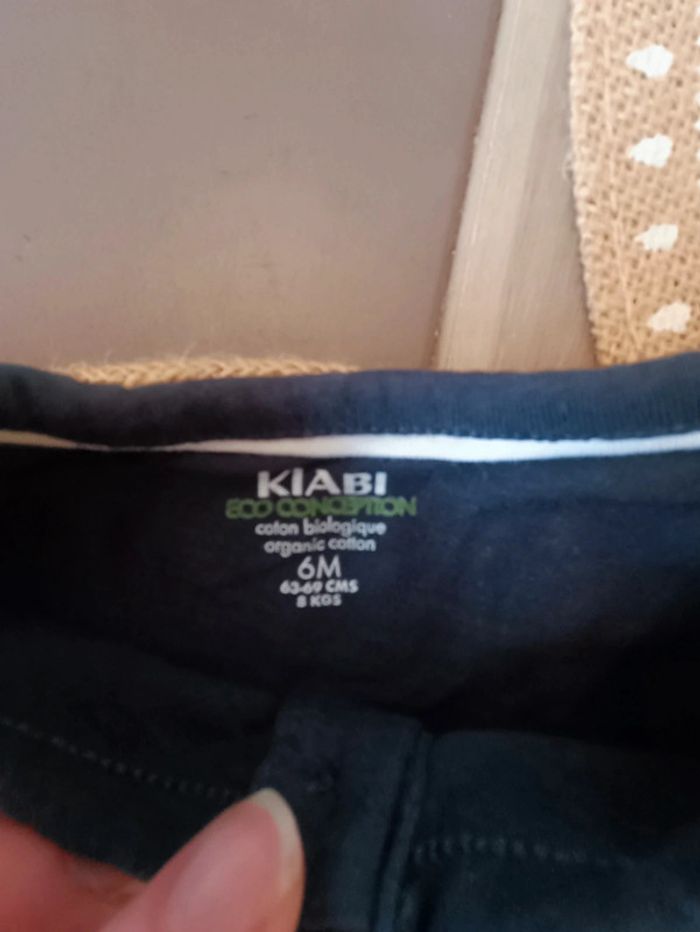 KIABI
ECO CONCEPTION
coton biologique
organic cotton
6M
63-69 CMS
8 KGS